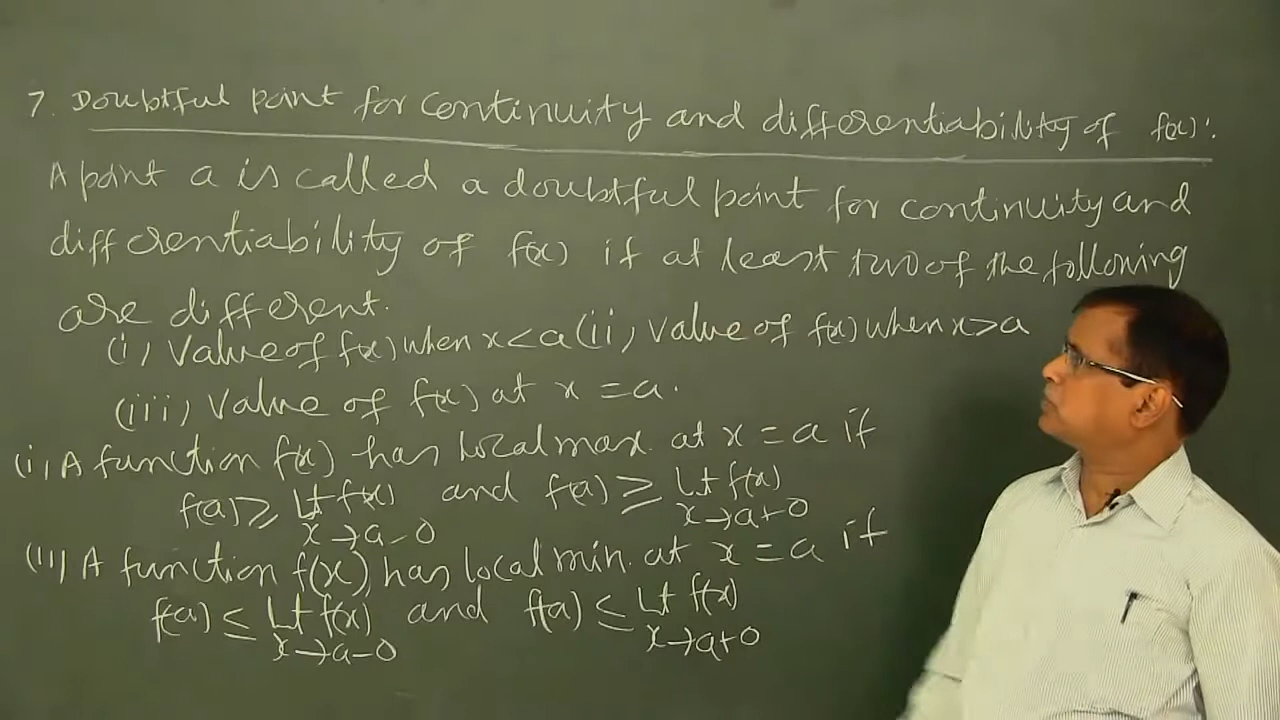 7. Doubtful point for continuity and differentiability of f(x):
A point a is called a doubtful point for continuity and
differentiability of f(x) if at least two of the following
are different.
(i) Value of f(x) when x < a (ii) Value of f(x) when x > a
(iii) Value of f(x) at x = a.
(i) A function f(x) has local max. at x = a if
f(a) ≥ Lt f(x) and f(a) ≥ Lt f(x)
x→a-0 x→a+0
(ii) A function f(x) has local min. at x = a if
f(a) ≤ Lt f(x) and f(a) ≤ Lt f(x)
x→a-0 x→a+0